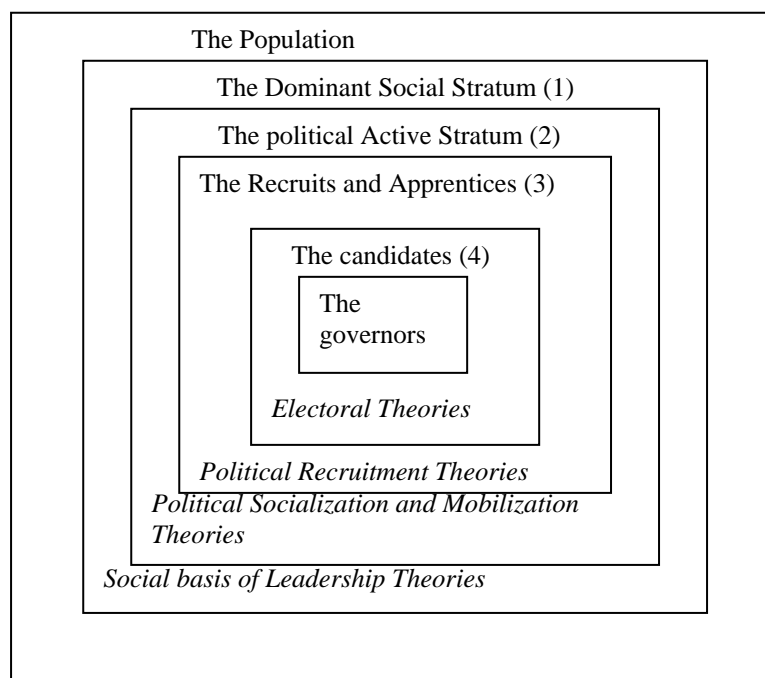 The Population
The Dominant Social Stratum (1)
The political Active Stratum (2)
The Recruits and Apprentices (3)
The candidates (4)
The
governors
Electoral Theories
Political Recruitment Theories
Political Socialization and Mobilization
Theories
Social basis of Leadership Theories